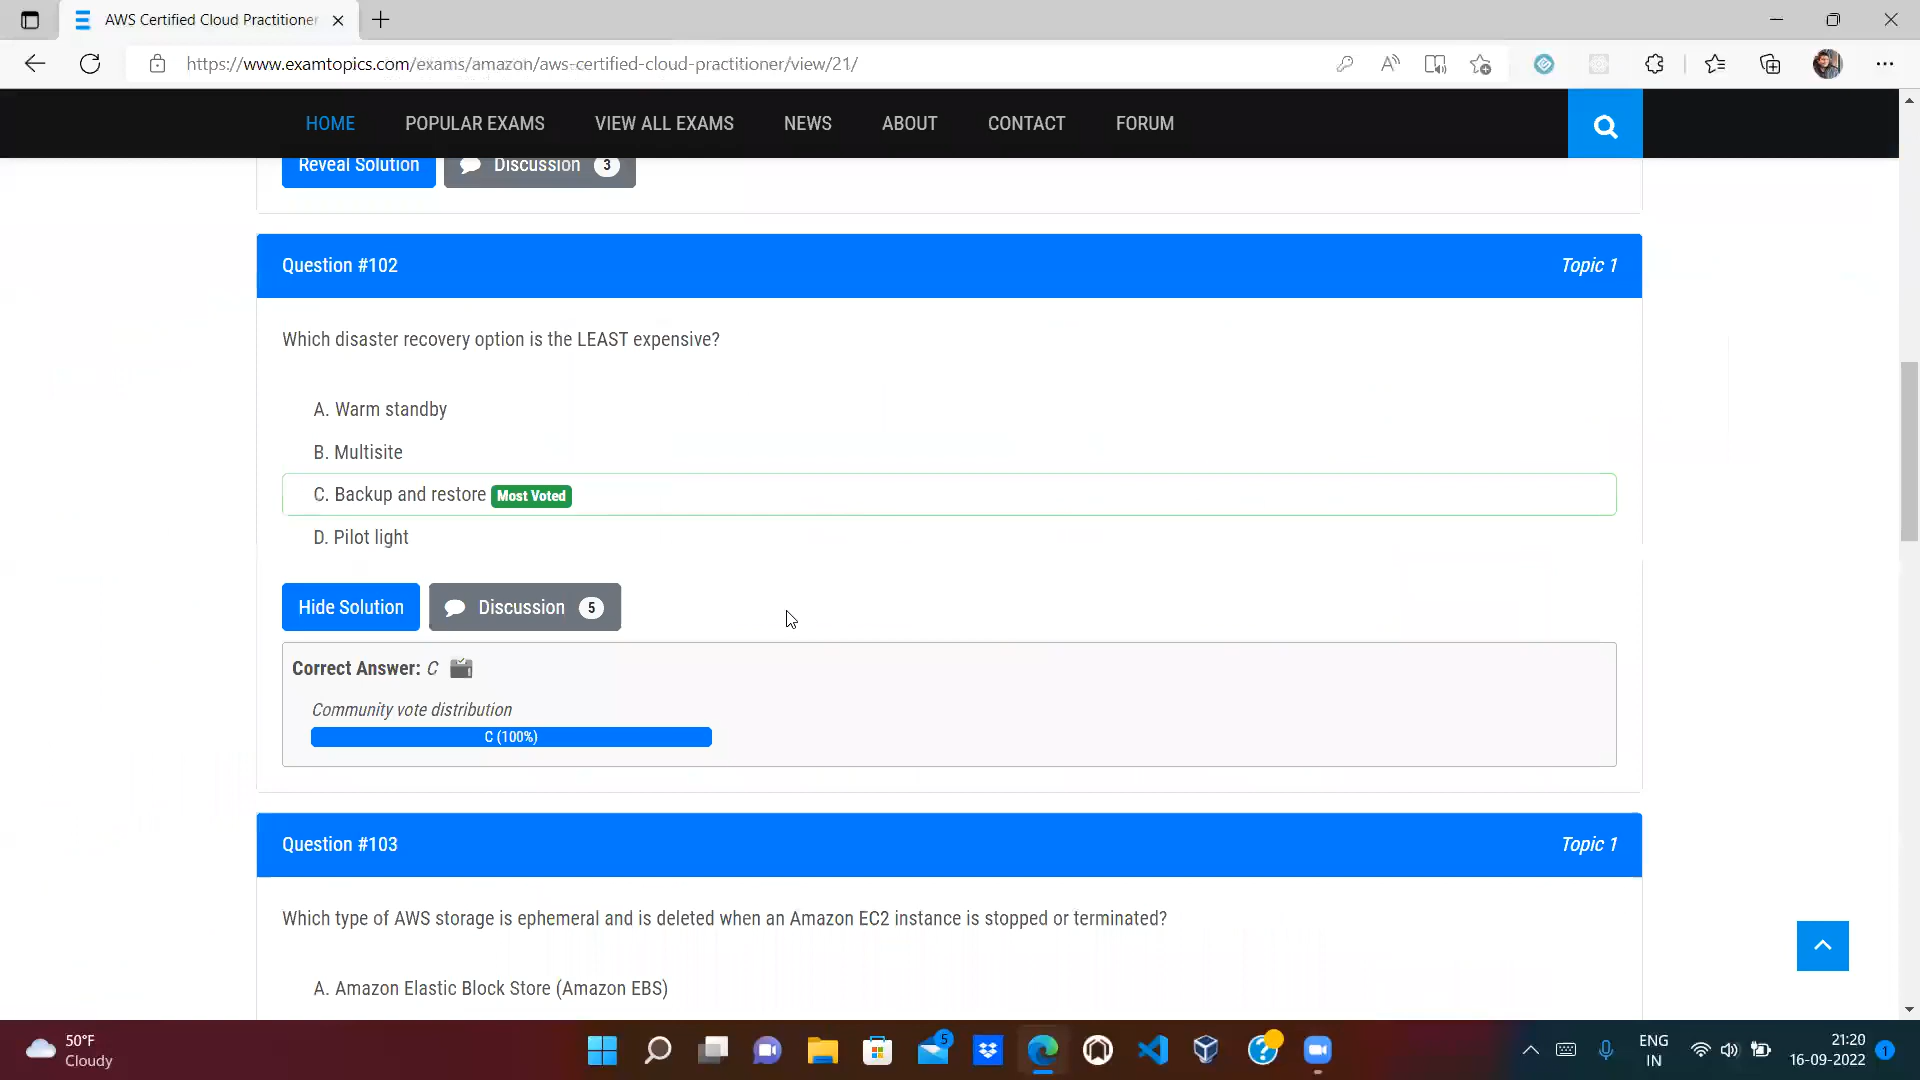 AWS Certified Cloud Practitioner
https://www.examtopics.com/exams/amazon/aws-certified-cloud-practitioner/view/21/
HOME POPULAR EXAMS VIEW ALL EXAMS NEWS ABOUT CONTACT FORUM
Reveal Solution Discussion 3
Question #102 Topic 1
Which disaster recovery option is the LEAST expensive?
A. Warm standby
B. Multisite
C. Backup and restore Most Voted
D. Pilot light
Hide Solution Discussion 5
Correct Answer: C
Community vote distribution
C (100%)
Question #103 Topic 1
Which type of AWS storage is ephemeral and is deleted when an Amazon EC2 instance is stopped or terminated?
A. Amazon Elastic Block Store (Amazon EBS)
50°F
Cloudy
5
ENG
IN
21:20
16-09-2022
1